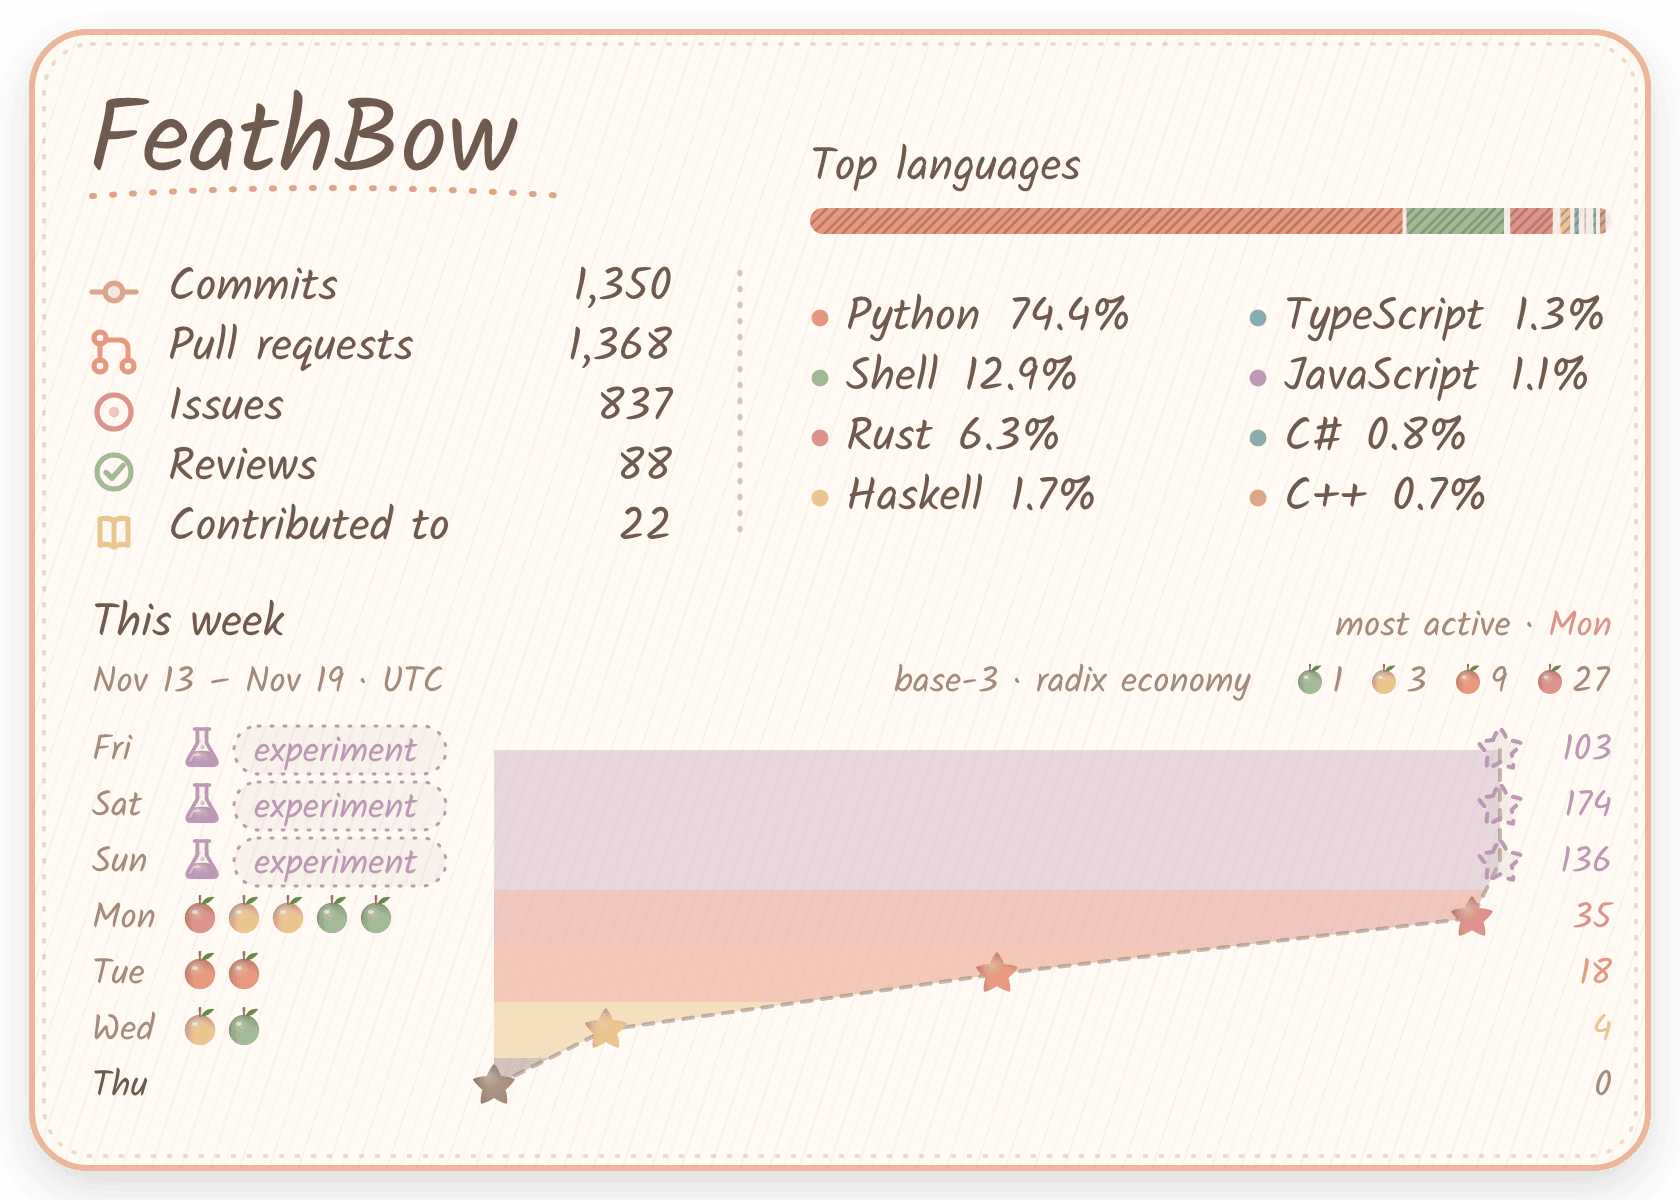 FeathBow
Commits 1,350
Pull requests 1,368
Issues 837
Reviews 88
Contributed to 22
Top languages
Python 74.4%
Shell 12.9%
Rust 6.3%
Haskell 1.7%
TypeScript 1.3%
JavaScript 1.1%
C# 0.8%
C++ 0.7%
This week
most active · Mon
Nov 13 – Nov 19 · UTC
base-3 · radix economy 1 3 9 27
Fri experiment 103
Sat experiment 174
Sun experiment 136
Mon 35
Tue 18
Wed 4
Thu 0